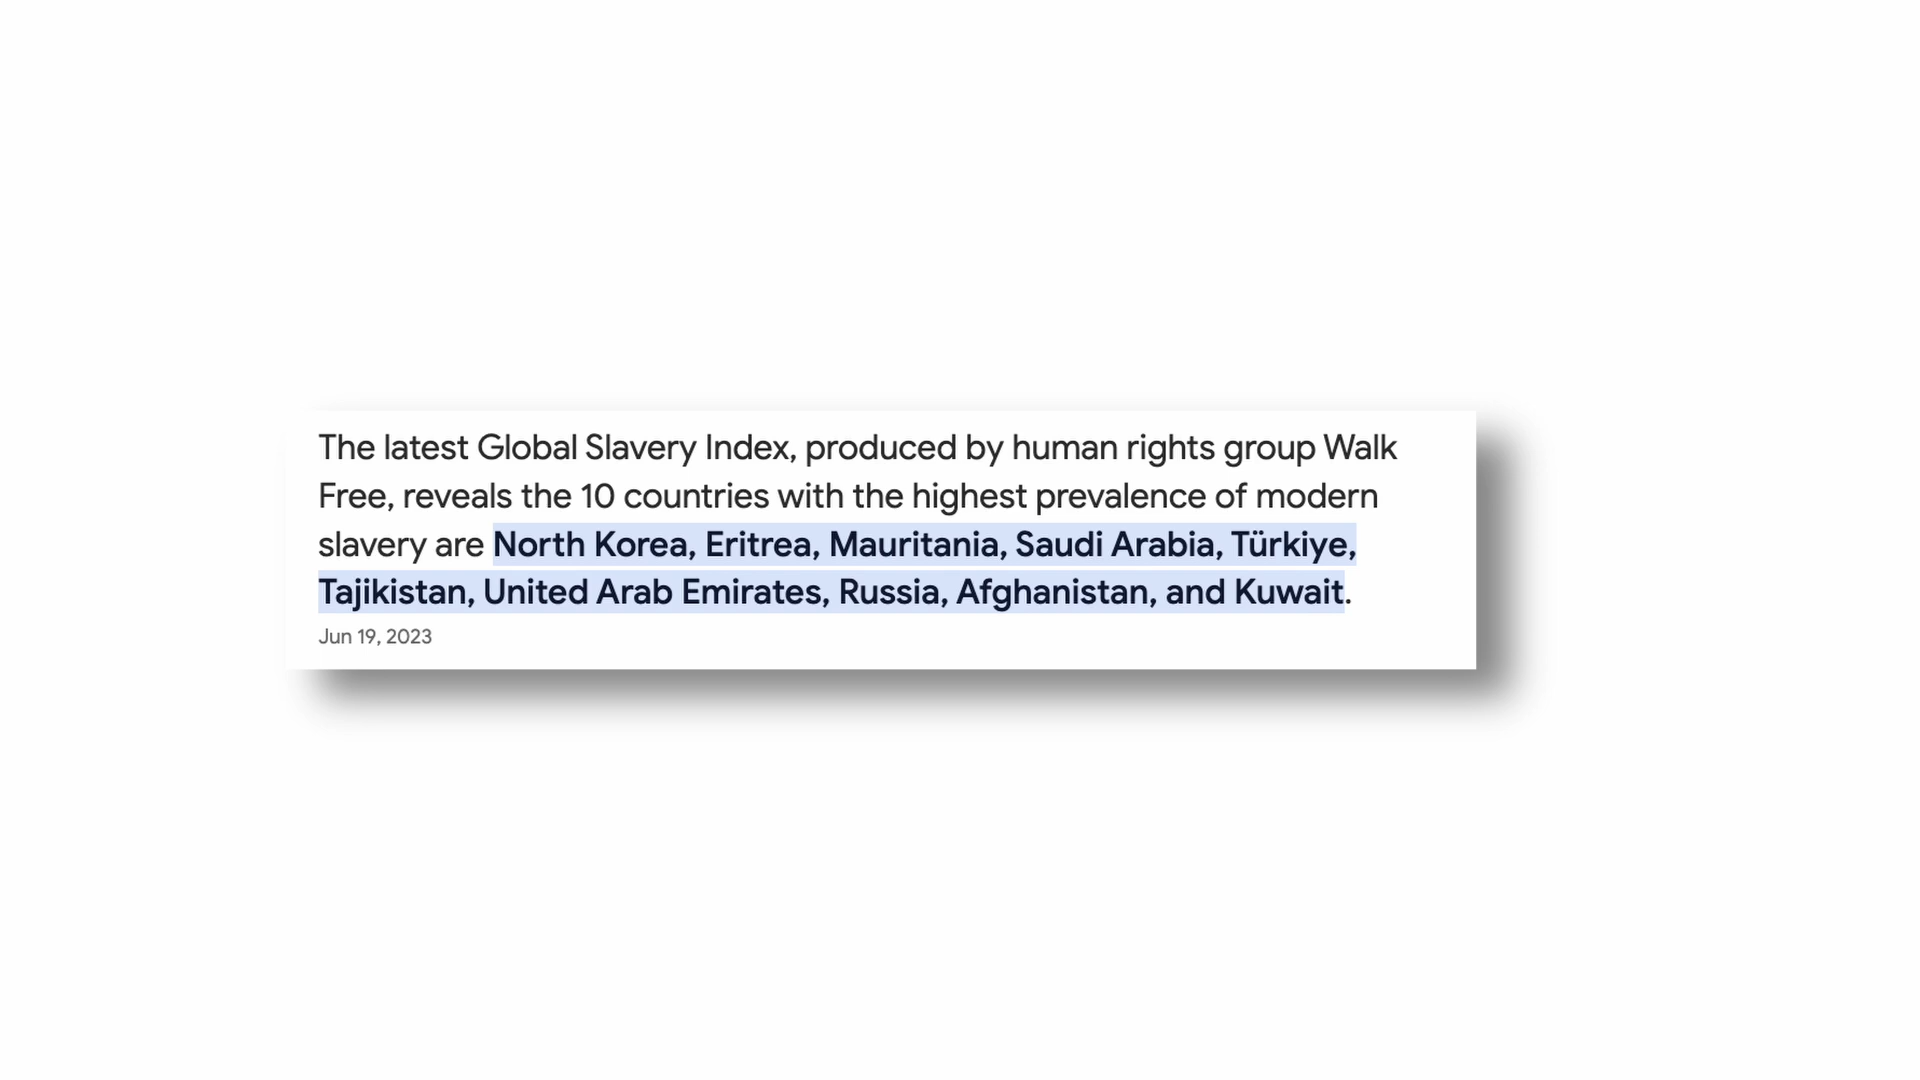 The latest Global Slavery Index, produced by human rights group Walk
Free, reveals the 10 countries with the highest prevalence of modern
slavery are North Korea, Eritrea, Mauritania, Saudi Arabia, Türkiye,
Tajikistan, United Arab Emirates, Russia, Afghanistan, and Kuwait.
Jun 19, 2023